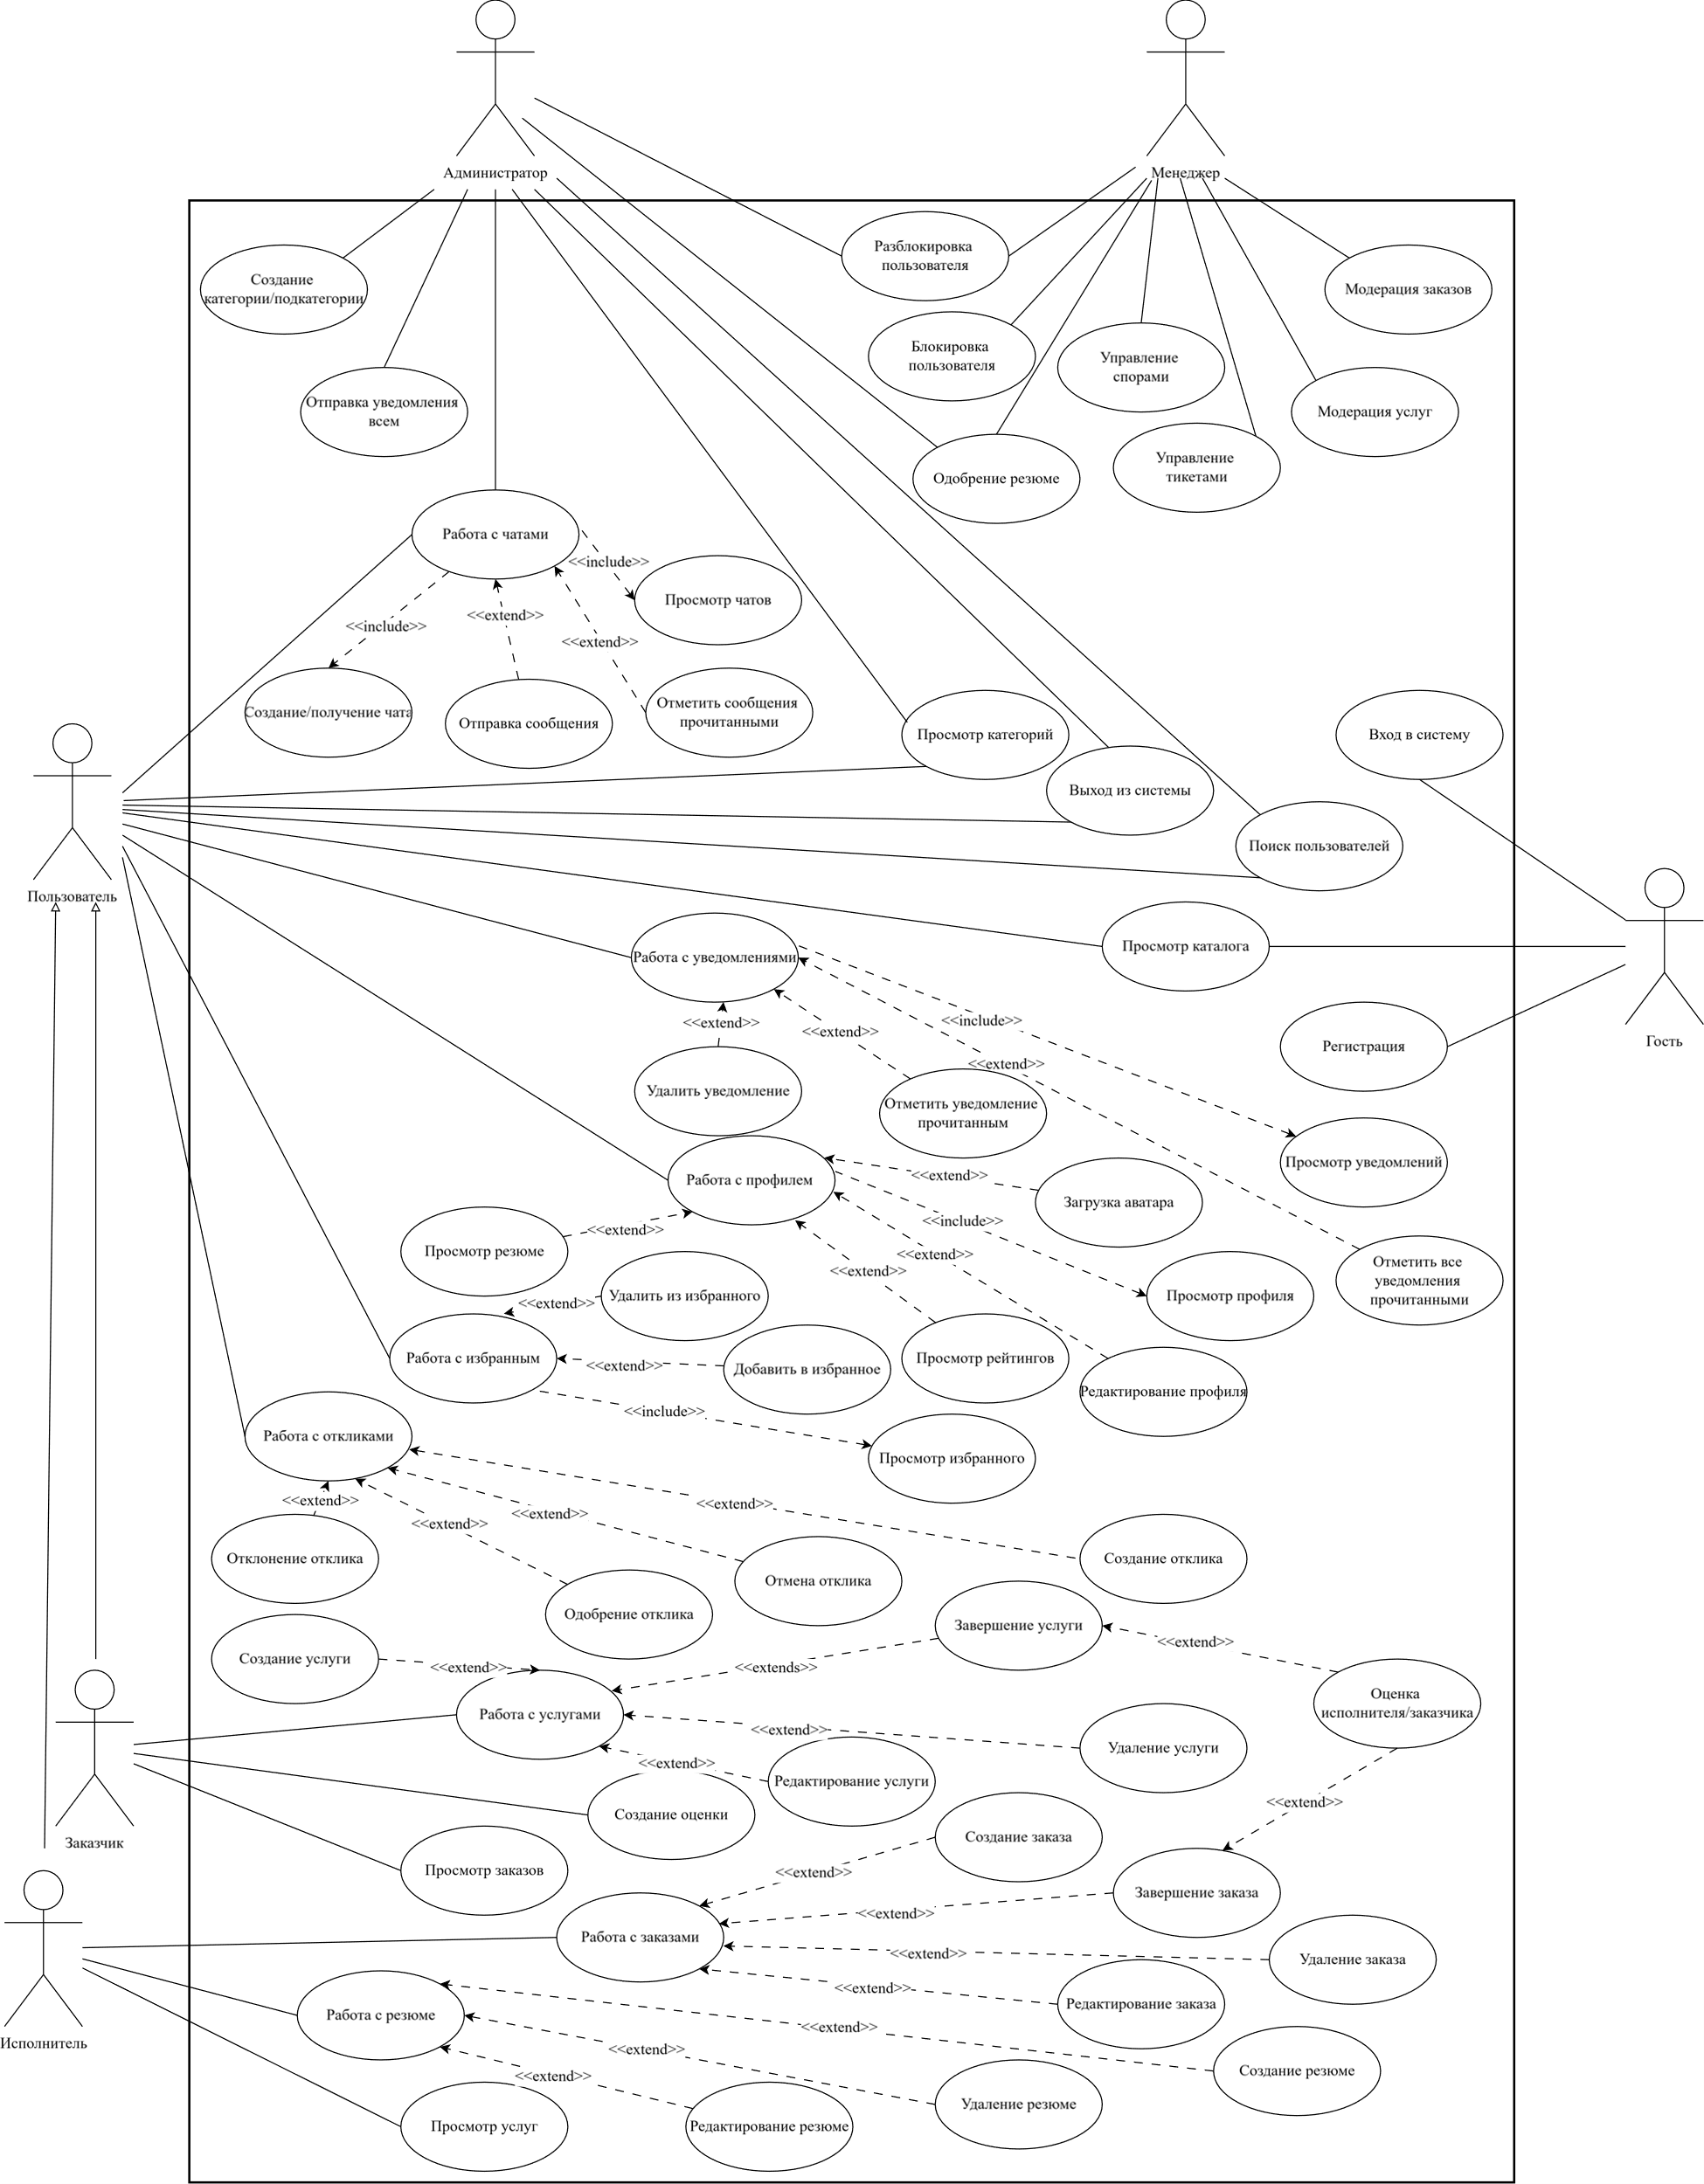 Администратор
Менеджер
Разблокировка
пользователя
Создание
категории/подкатегории
Модерация заказов
Блокировка
пользователя
Управление
спорами
Отправка уведомления
всем
Модерация услуг
Управление
тикетами
Одобрение резюме
Работа с чатами
<<include>>
Просмотр чатов
<<extend>>
<<include>>
<<extend>>
Создание/получение чата
Отправка сообщения
Отметить сообщения
прочитанными
Просмотр категорий
Вход в систему
Выход из системы
Поиск пользователей
Пользователь
Просмотр каталога
Работа с уведомлениями
<<include>>
<<extend>>
<<extend>>
Гость
Регистрация
<<extend>>
Удалить уведомление
Отметить уведомление
прочитанным
Просмотр уведомлений
Работа с профилем
<<extend>>
Загрузка аватара
<<include>>
<<extend>>
Просмотр резюме
<<extend>>
<<extend>>
Отметить все
уведомления
прочитанными
Удалить из избранного
<<extend>>
Просмотр профиля
Работа с избранным
<<extend>>
Добавить в избранное
Просмотр рейтингов
Редактирование профиля
<<include>>
Работа с откликами
Просмотр избранного
<<extend>>
<<extend>>
<<extend>>
<<extend>>
Отклонение отклика
Создание отклика
Отмена отклика
Одобрение отклика
Завершение услуги
<<extend>>
Создание услуги
<<extend>>
<<extends>>
Оценка
исполнителя/заказчика
Работа с услугами
<<extend>>
Удаление услуги
<<extend>>
Редактирование услуги
<<extend>>
Создание оценки
Создание заказа
Заказчик
Просмотр заказов
<<extend>>
Завершение заказа
<<extend>>
Работа с заказами
<<extend>>
Удаление заказа
<<extend>>
Редактирование заказа
Работа с резюме
<<extend>>
Исполнитель
<<extend>>
Создание резюме
<<extend>>
Удаление резюме
Просмотр услуг
Редактирование резюме